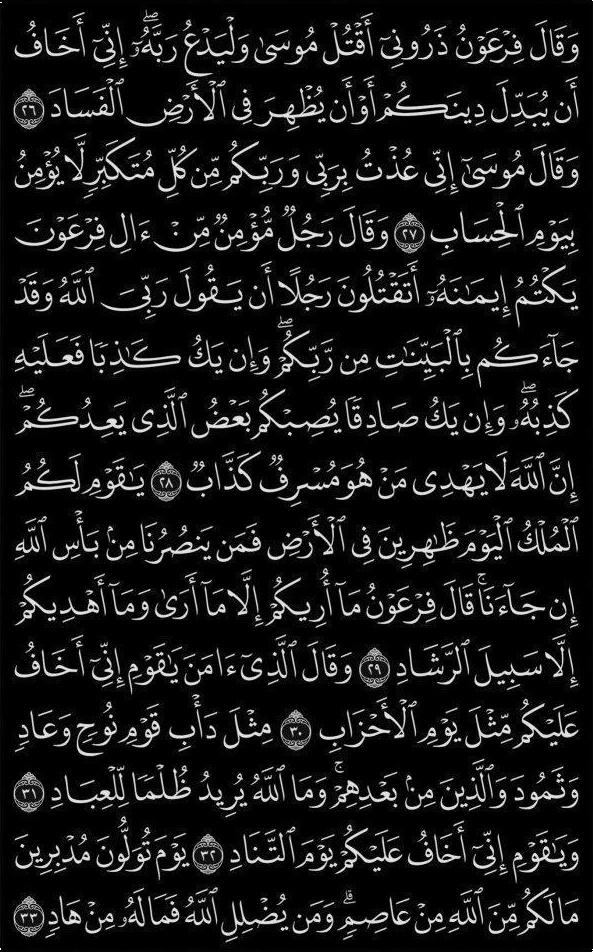 وَقَالَ فِرْعَوْنُ ذَرُونِىٓ أَقْتُلْ مُوسَىٰ وَلْيَدْعُ رَبَّهُۥٓ ۖ إِنِّىٓ أَخَافُ
أَن يُبَدِّلَ دِينَكُمْ أَوْ أَن يُظْهِرَ فِى ٱلْأَرْضِ ٱلْفَسَادَ ٢٦
وَقَالَ مُوسَىٰٓ إِنِّى عُذْتُ بِرَبِّى وَرَبِّكُم مِّن كُلِّ مُتَكَبِّرٍ لَّا يُؤْمِنُ
بِيَوْمِ ٱلْحِسَابِ ٢٧ وَقَالَ رَجُلٌ مُّؤْمِنٌ مِّنْ ءَالِ فِرْعَوْنَ
يَكْتُمُ إِيمَـٰنَهُۥٓ أَتَقْتُلُونَ رَجُلًا أَن يَقُولَ رَبِّىَ ٱللَّهُ وَقَدْ
جَآءَكُم بِٱلْبَيِّنَـٰتِ مِن رَّبِّكُمْ ۖ وَإِن يَكُ كَـٰذِبًا فَعَلَيْهِ
كَذِبُهُۥ ۖ وَإِن يَكُ صَادِقًا يُصِبْكُم بَعْضُ ٱلَّذِى يَعِدُكُمْ ۖ
إِنَّ ٱللَّهَ لَا يَهْدِى مَنْ هُوَ مُسْرِفٌ كَذَّابٌ ٢٨ يَـٰقَوْمِ لَكُمُ
ٱلْمُلْكُ ٱلْيَوْمَ ظَـٰهِرِينَ فِى ٱلْأَرْضِ فَمَن يَنصُرُنَا مِنۢ بَأْسِ ٱللَّهِ
إِن جَآءَنَا ۚ قَالَ فِرْعَوْنُ مَآ أُرِيكُمْ إِلَّا مَآ أَرَىٰ وَمَآ أَهْدِيكُمْ
إِلَّا سَبِيلَ ٱلرَّشَادِ ٢٩ وَقَالَ ٱلَّذِىٓ ءَامَنَ يَـٰقَوْمِ إِنِّىٓ أَخَافُ
عَلَيْكُم مِّثْلَ يَوْمِ ٱلْأَحْزَابِ ٣٠ مِثْلَ دَأْبِ قَوْمِ نُوحٍ وَعَادٍ
وَثَمُودَ وَٱلَّذِينَ مِنۢ بَعْدِهِمْ ۚ وَمَا ٱللَّهُ يُرِيدُ ظُلْمًا لِّلْعِبَادِ ٣١
وَيَـٰقَوْمِ إِنِّىٓ أَخَافُ عَلَيْكُمْ يَوْمَ ٱلتَّنَادِ ٣٢ يَوْمَ تُوَلُّونَ مُدْبِرِينَ
مَا لَكُم مِّنَ ٱللَّهِ مِنْ عَاصِمٍ ۗ وَمَن يُضْلِلِ ٱللَّهُ فَمَا لَهُۥ مِنْ هَادٍ ٣٣